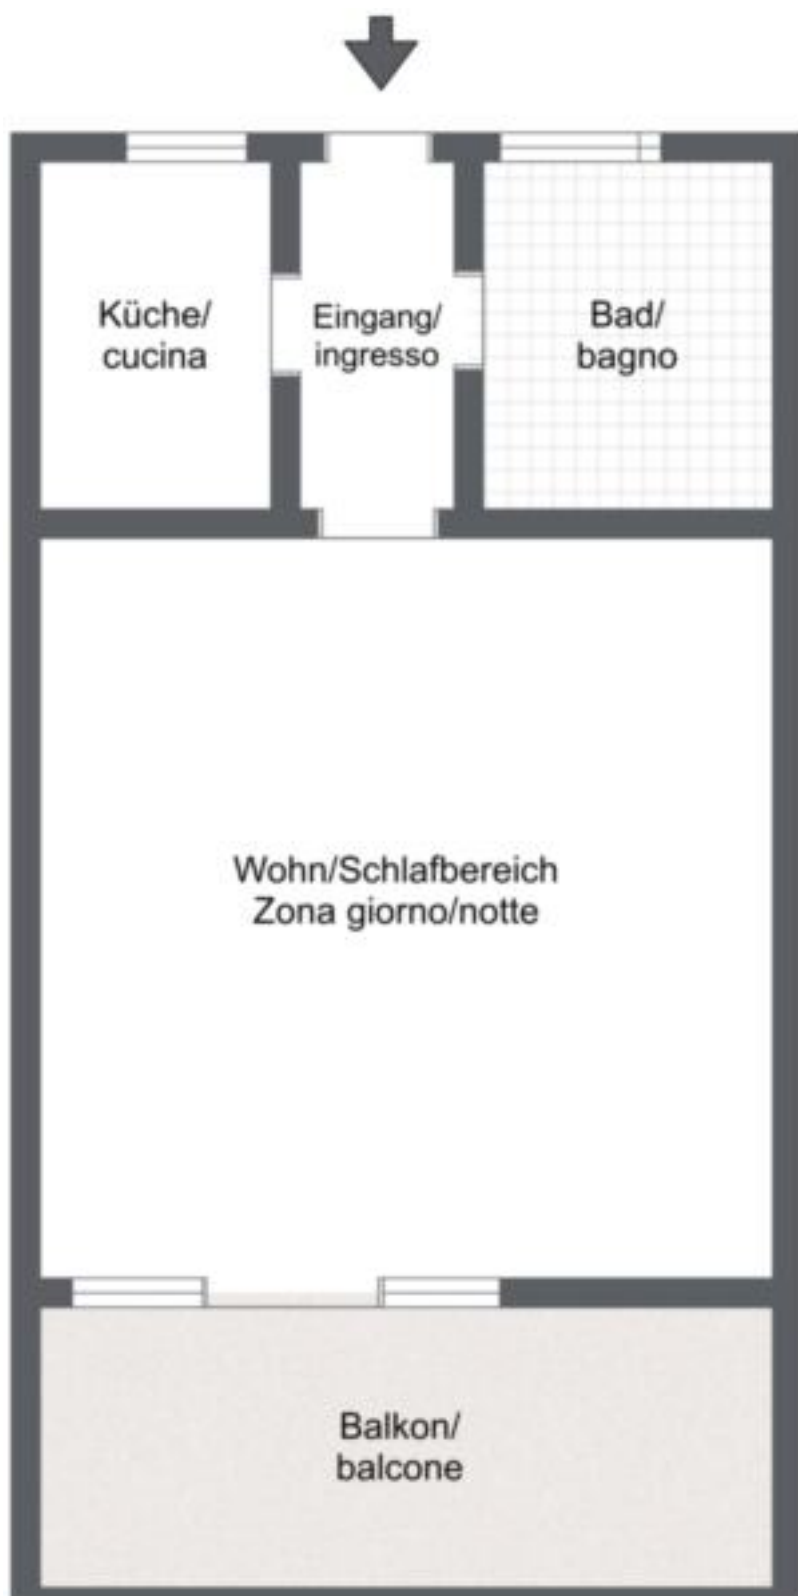 Küche/
cucina
Eingang/
ingresso
Bad/
bagno
Wohn/Schlafbereich
Zona giorno/notte
Balkon/
balcone